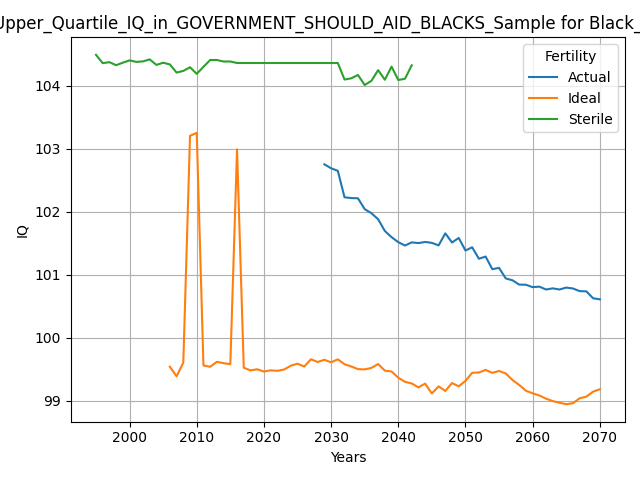 Upper_Quartile_IQ_in_GOVERNMENT_SHOULD_AID_BLACKS_Sample for Black_
Fertility
Actual
Ideal
Sterile
104
103
102
101
100
99
IQ
2000 2010 2020 2030 2040 2050 2060 2070
Years